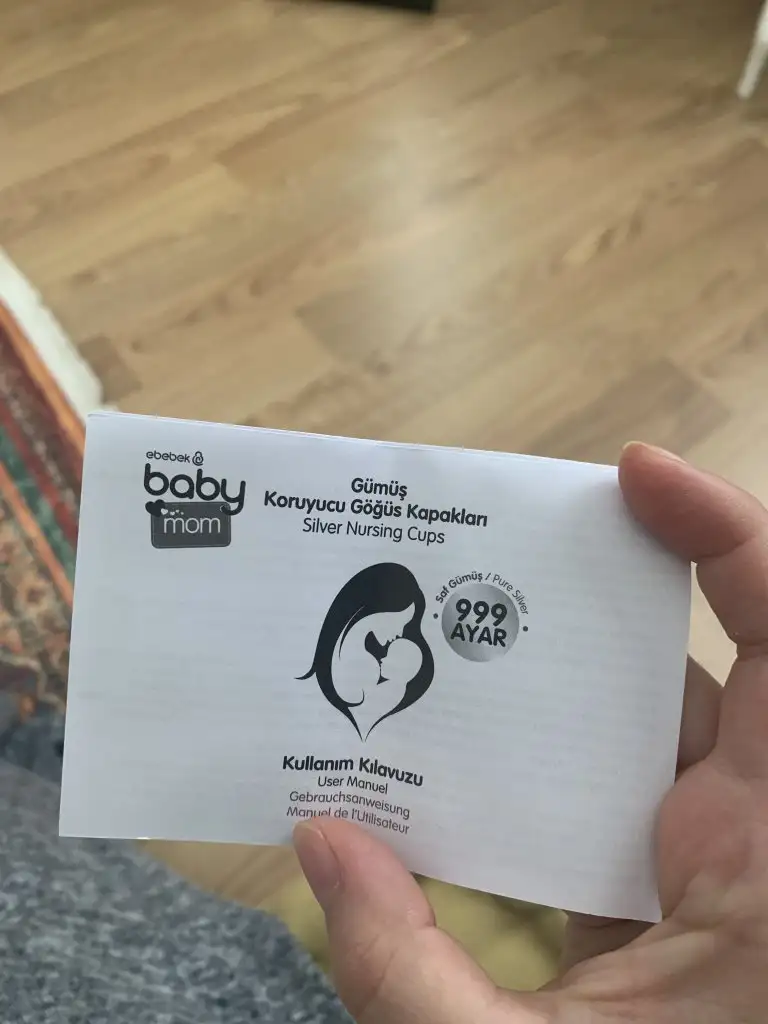 ebebek
baby
mom
Gümüş
Koruyucu Göğüs Kapakları
Silver Nursing Cups
Saf Gümüş / Pure Silver
999
AYAR
Kullanım Kılavuzu
User Manuel
Gebrauchsanweisung
Manuel de l'Utilisateur